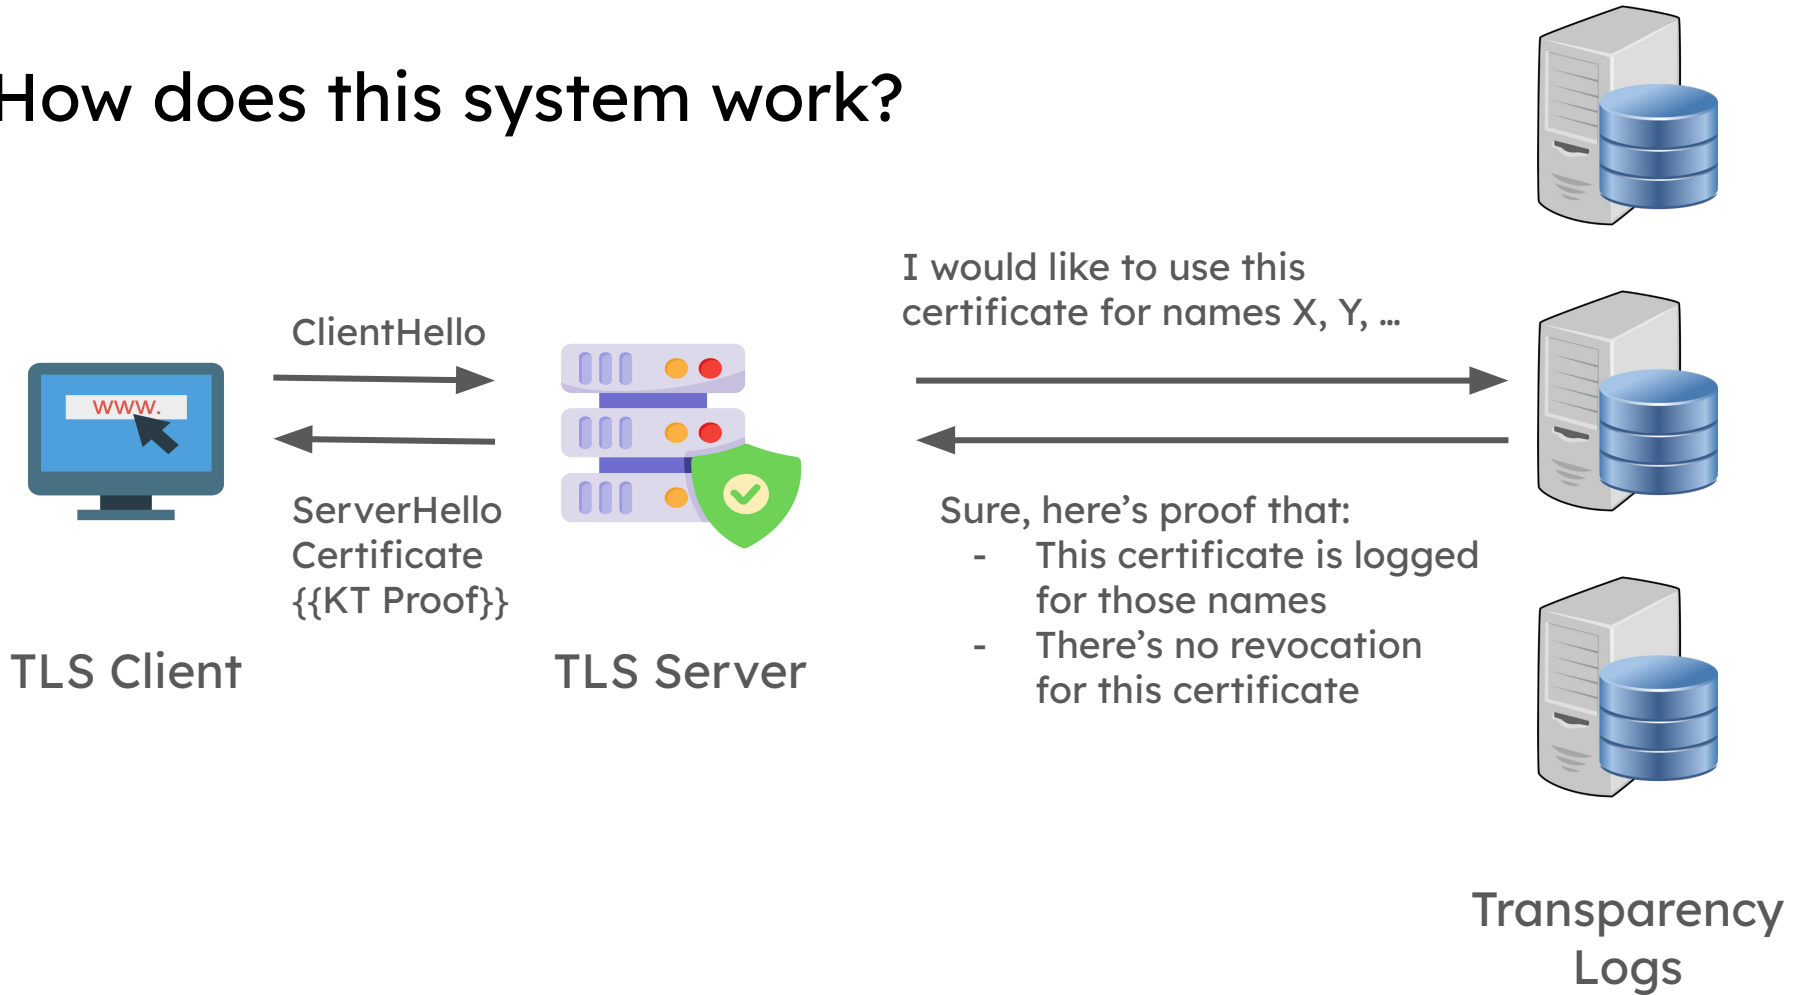 How does this system work?
I would like to use this
certificate for names X, Y, ...
ClientHello
www.
ServerHello
Certificate
{{KT Proof}}
Sure, here’s proof that:
- This certificate is logged
for those names
- There’s no revocation
for this certificate
TLS Client
TLS Server
Transparency
Logs